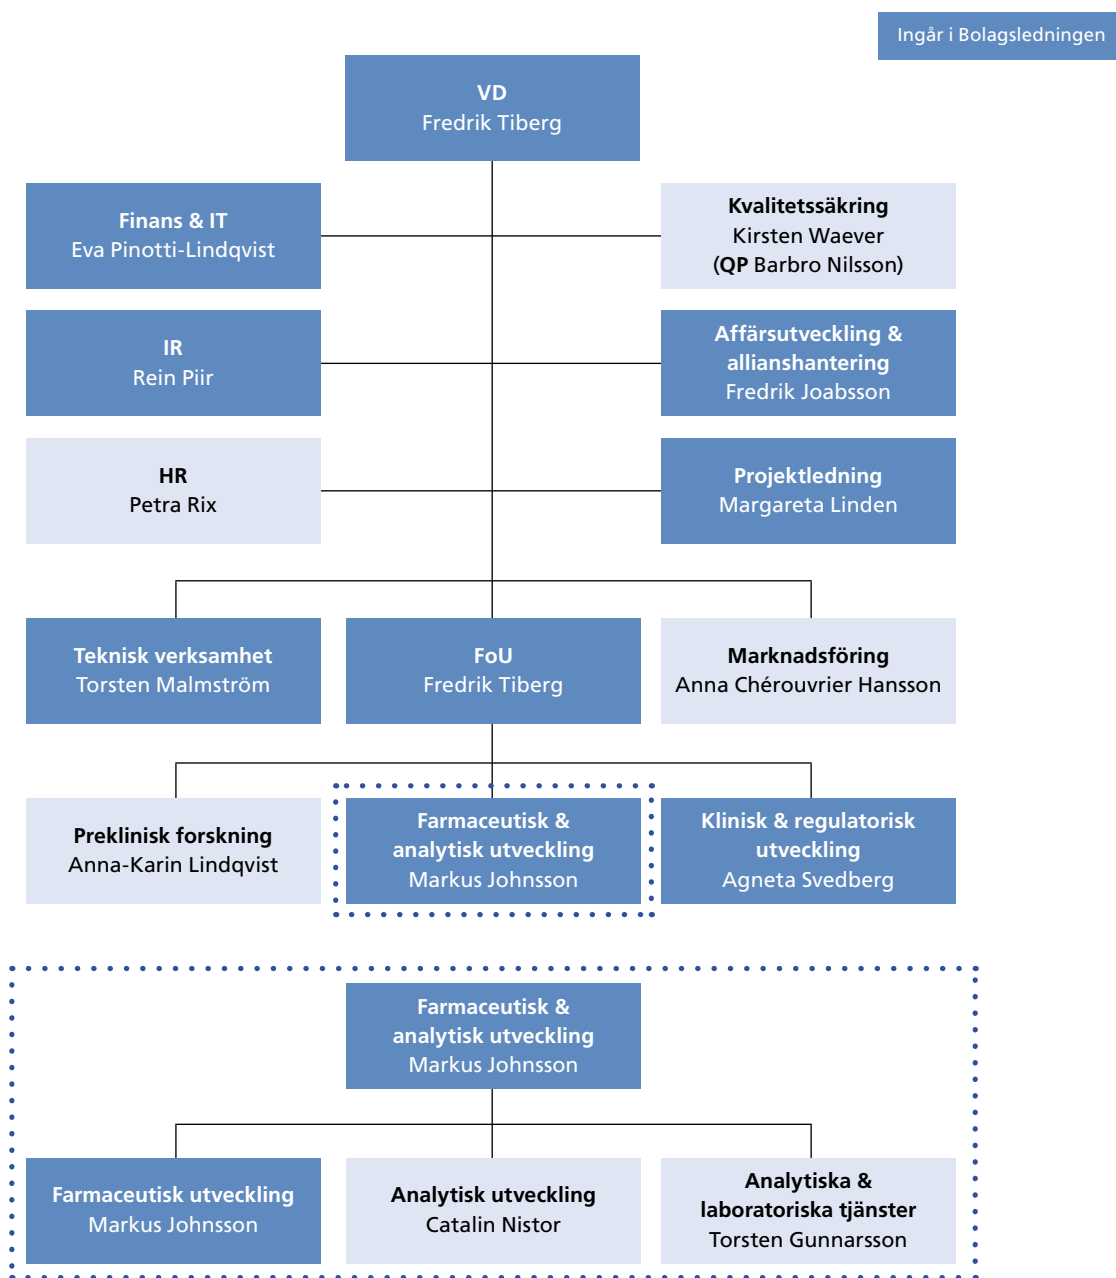 Ingår i Bolagsledningen
VD
Fredrik Tiberg
Finans & IT
Eva Pinotti-Lindqvist
Kvalitetssäkring
Kirsten Waever
(QP Barbro Nilsson)
IR
Rein Piir
Affärsutveckling &
allianshantering
Fredrik Joabsson
HR
Petra Rix
Projektledning
Margareta Linden
Teknisk verksamhet
Torsten Malmström
FoU
Fredrik Tiberg
Marknadsföring
Anna Chérouvrier Hansson
Preklinisk forskning
Anna-Karin Lindqvist
Farmaceutisk &
analytisk utveckling
Markus Johnsson
Klinisk & regulatorisk
utveckling
Agneta Svedberg
Farmaceutisk &
analytisk utveckling
Markus Johnsson
Farmaceutisk utveckling
Markus Johnsson
Analytisk utveckling
Catalin Nistor
Analytiska &
laboratoriska tjänster
Torsten Gunnarsson